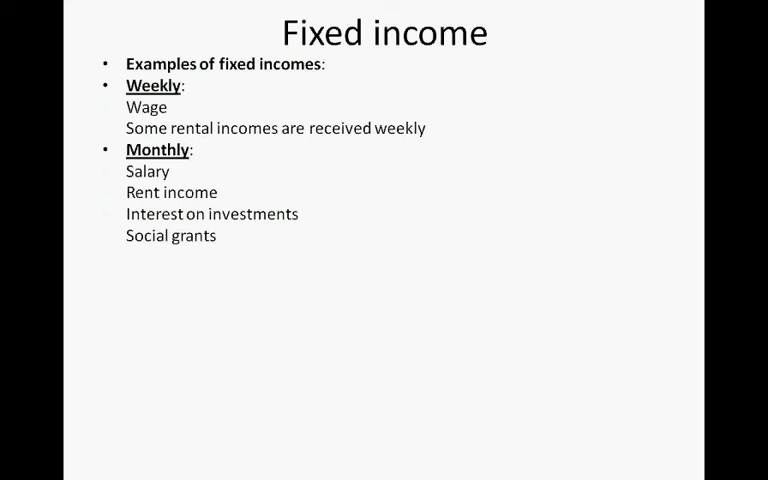 Fixed income
• Examples of fixed incomes:
• Weekly:
Wage
Some rental incomes are received weekly
• Monthly:
Salary
Rent income
Interest on investments
Social grants